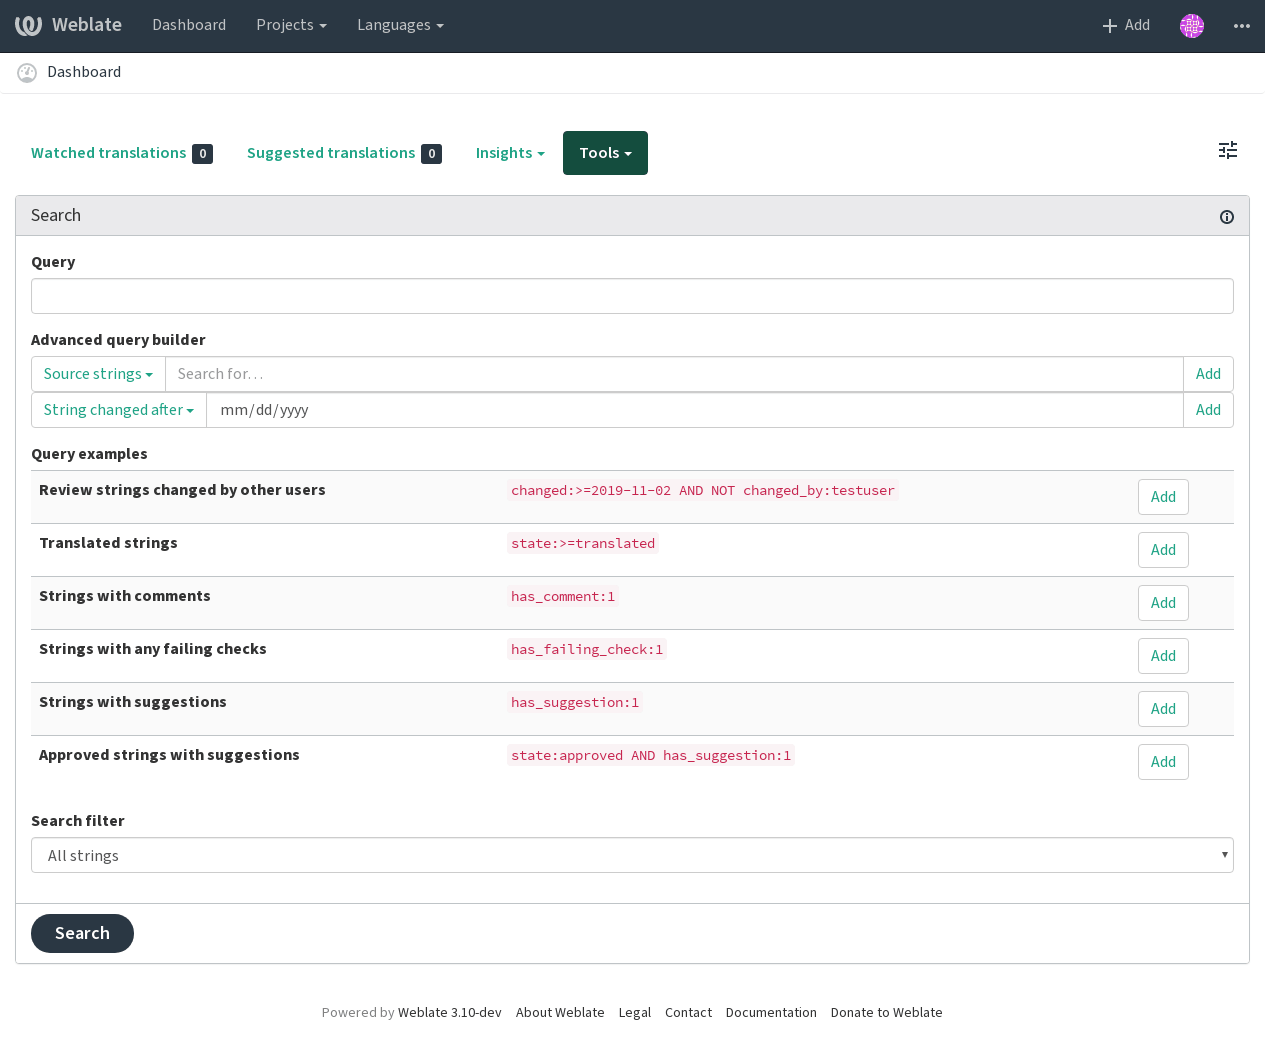 Weblate Dashboard Projects Languages Add
Dashboard
Watched translations 0 Suggested translations 0 Insights Tools
Search
Query
Advanced query builder
Source strings Search for… Add
String changed after mm/dd/yyyy Add
Query examples
Review strings changed by other users changed:>=2019-11-02 AND NOT changed_by:testuser Add
Translated strings state:>=translated Add
Strings with comments has_comment:1 Add
Strings with any failing checks has_failing_check:1 Add
Strings with suggestions has_suggestion:1 Add
Approved strings with suggestions state:approved AND has_suggestion:1 Add
Search filter
All strings
Search
Powered by Weblate 3.10-dev About Weblate Legal Contact Documentation Donate to Weblate